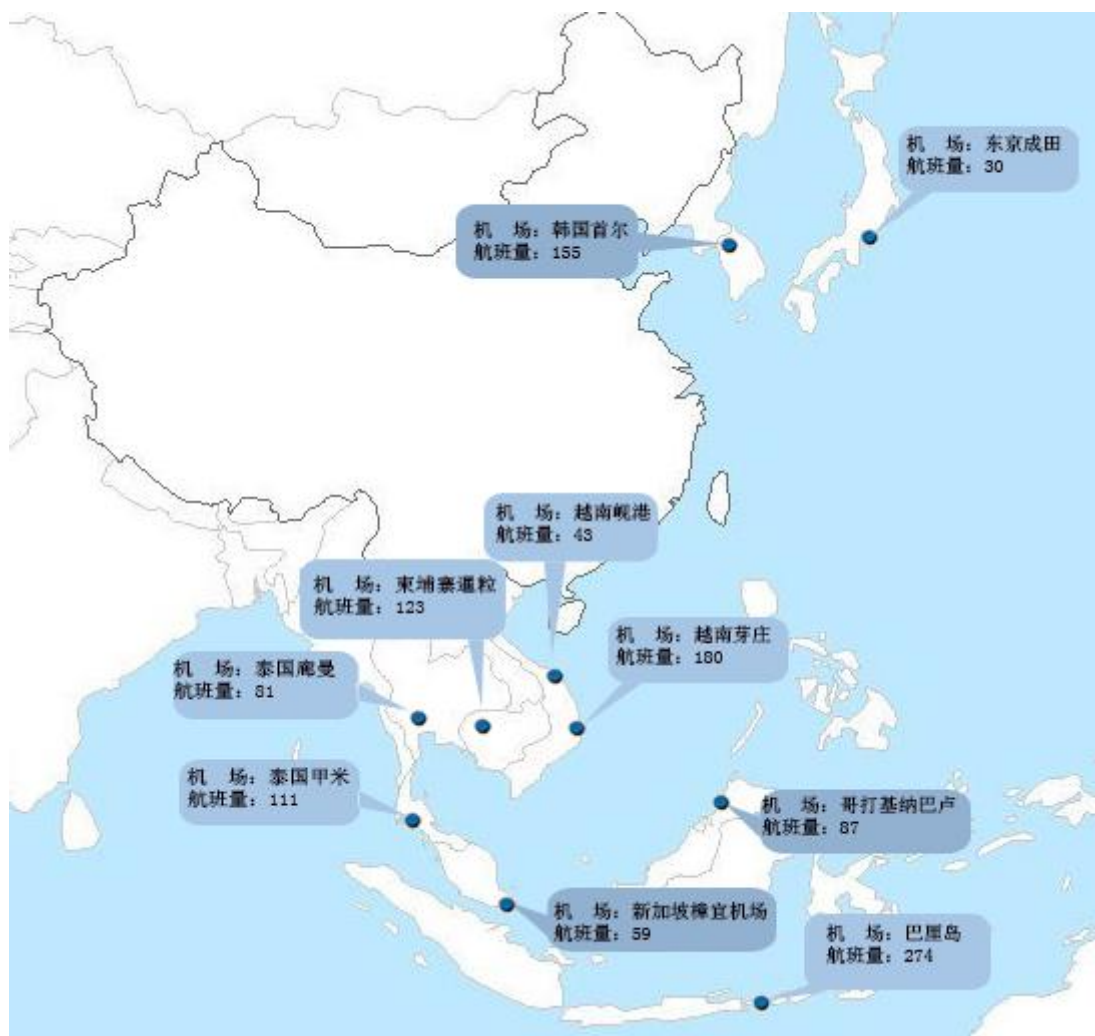 机　场：东京成田
航班量：30
机　场：韩国首尔
航班量：155
机　场：越南岘港
航班量：43
机　场：柬埔寨暹粒
航班量：123
机　场：越南芽庄
航班量：180
机　场：泰国廊曼
航班量：81
机　场：泰国甲米
航班量：111
机　场：哥打基纳巴卢
航班量：87
机　场：新加坡樟宜机场
航班量：59
机　场：巴厘岛
航班量：274